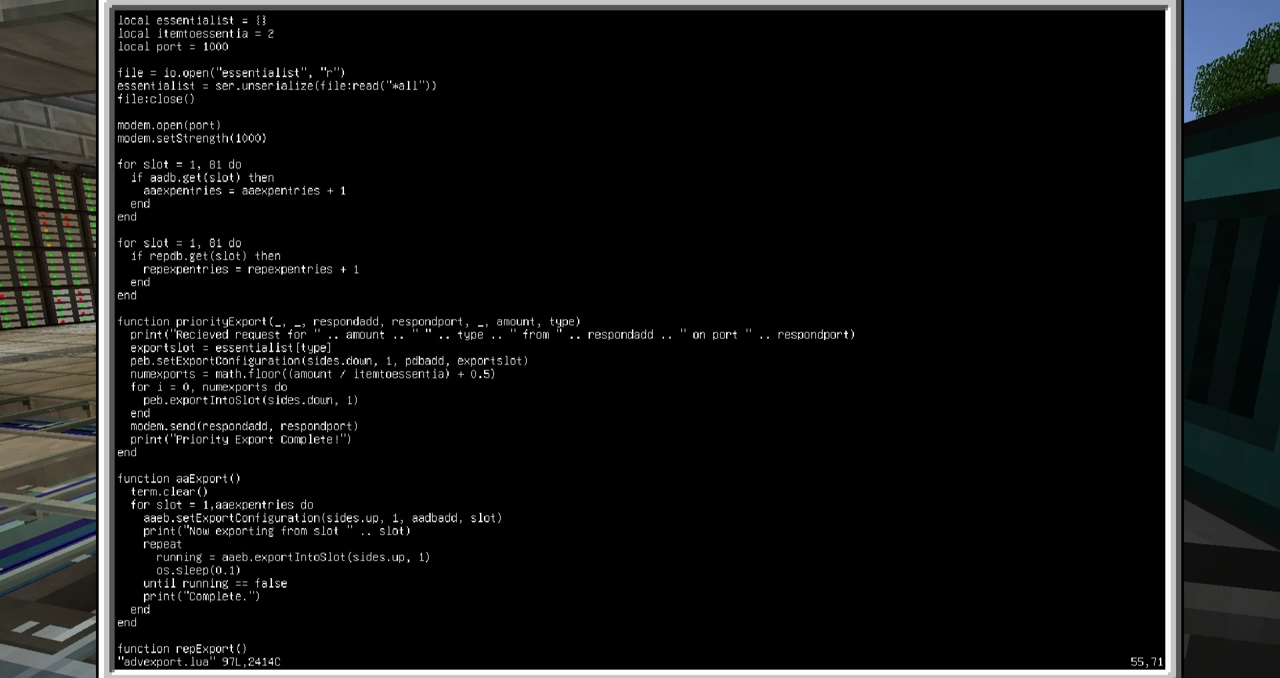 local essentialist = {}
local itemtoessentia = 2
local port = 1000
file = io.open("essentialist", "r")
essentialist = ser.unserialize(file:read("*all"))
file:close()
modem.open(port)
modem.setStrength(1000)
for slot = 1, 81 do
if aadb.get(slot) then
aaexpentries = aaexpentries + 1
end
end
for slot = 1, 81 do
if repdb.get(slot) then
repexpentries = repexpentries + 1
end
end
function priorityExport(_, _, respondadd, respondport, _, amount, type)
print("Recieved request for " .. amount .. " " .. type .. " from " .. respondadd .. " on port " .. respondport)
exportslot = essentialist[type]
peb.setExportConfiguration(sides.down, 1, pdbadd, exportslot)
numexports = math.floor((amount / itemtoessentia) + 0.5)
for i = 0, numexports do
peb.exportIntoSlot(sides.down, 1)
end
modem.send(respondadd, respondport)
print("Priority Export Complete!")
end
function aaExport()
term.clear()
for slot = 1,aaexpentries do
aaeb.setExportConfiguration(sides.up, 1, aadbadd, slot)
print("Now exporting from slot " .. slot)
repeat
running = aaeb.exportIntoSlot(sides.up, 1)
os.sleep(0.1)
until running == false
print("Complete.")
end
end
function repExport()
"advexport.lua" 97L,2414C 55,71